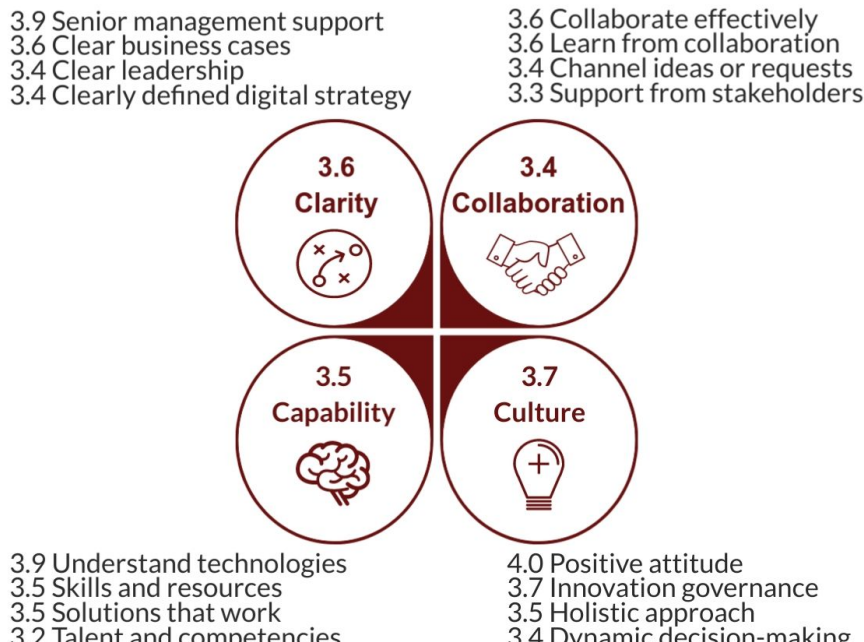 3.9 Senior management support
3.6 Clear business cases
3.4 Clear leadership
3.4 Clearly defined digital strategy
3.6 Collaborate effectively
3.6 Learn from collaboration
3.4 Channel ideas or requests
3.3 Support from stakeholders
3.6
Clarity
3.4
Collaboration
3.5
Capability
3.7
Culture
3.9 Understand technologies
3.5 Skills and resources
3.5 Solutions that work
3.2 Talent and competencies
4.0 Positive attitude
3.7 Innovation governance
3.5 Holistic approach
3.4 Dynamic decision-making